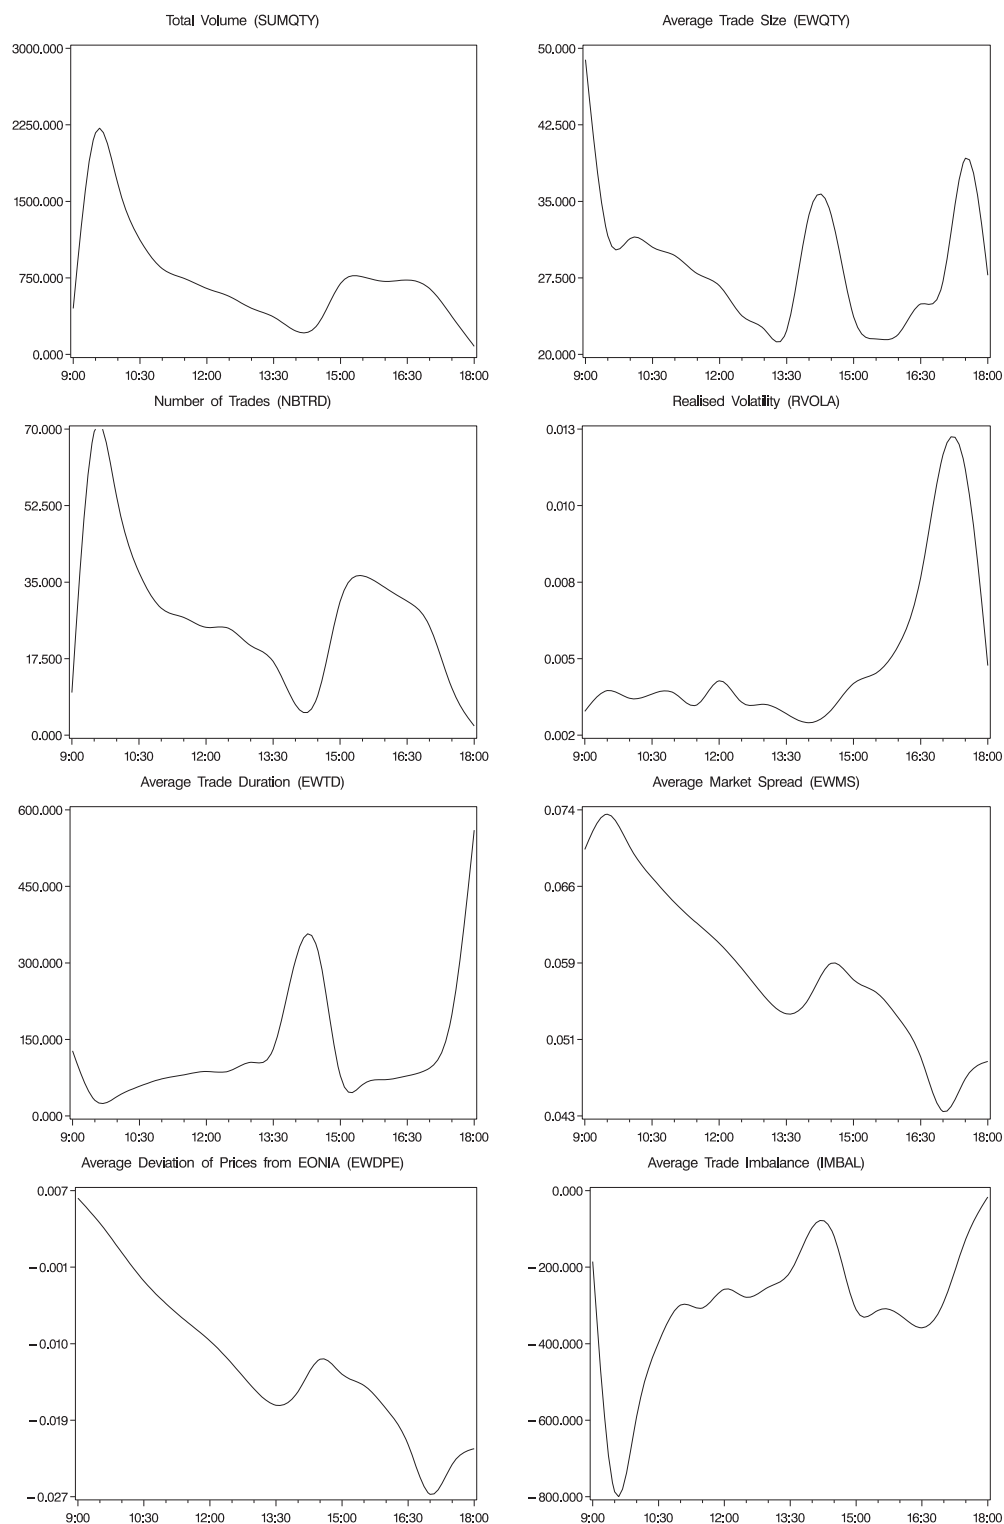 Total Volume (SUMQTY)
3000.000
2250.000
1500.000
750.000
0.000
9:00 10:30 12:00 13:30 15:00 16:30 18:00
Average Trade Size (EWQTY)
50.000
42.500
35.000
27.500
20.000
9:00 10:30 12:00 13:30 15:00 16:30 18:00
Number of Trades (NBTRD)
70.000
52.500
35.000
17.500
0.000
9:00 10:30 12:00 13:30 15:00 16:30 18:00
Realised Volatility (RVOLA)
0.013
0.010
0.008
0.005
0.002
9:00 10:30 12:00 13:30 15:00 16:30 18:00
Average Trade Duration (EWTD)
600.000
450.000
300.000
150.000
0.000
9:00 10:30 12:00 13:30 15:00 16:30 18:00
Average Market Spread (EWMS)
0.074
0.066
0.059
0.051
0.043
9:00 10:30 12:00 13:30 15:00 16:30 18:00
Average Deviation of Prices from EONIA (EWDPE)
0.007
−0.001
−0.010
−0.019
−0.027
9:00 10:30 12:00 13:30 15:00 16:30 18:00
Average Trade Imbalance (IMBAL)
0.000
−200.000
−400.000
−600.000
−800.000
9:00 10:30 12:00 13:30 15:00 16:30 18:00